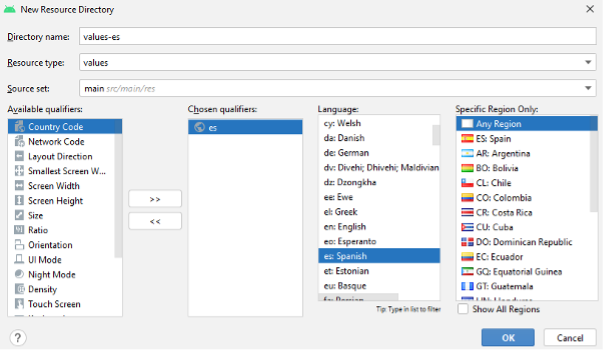 New Resource Directory
Directory name: values-es
Resource type: values
Source set: main src/main/res
Available qualifiers:
Country Code
Network Code
Layout Direction
Smallest Screen W...
Screen Width
Screen Height
Size
Ratio
Orientation
UI Mode
Night Mode
Density
Touch Screen
>>
<<
Chosen qualifiers:
es
Language:
cy: Welsh
da: Danish
de: German
dv: Divehi; Dhivehi; Maldivian
dz: Dzongkha
ee: Ewe
el: Greek
en: English
eo: Esperanto
es: Spanish
et: Estonian
eu: Basque
fa: Persian
Tip: Type in list to filter
Specific Region Only:
Any Region
ES: Spain
AR: Argentina
BO: Bolivia
CL: Chile
CO: Colombia
CR: Costa Rica
CU: Cuba
DO: Dominican Republic
EC: Ecuador
GQ: Equatorial Guinea
GT: Guatemala
HN: Honduras
Show All Regions
?
OK
Cancel